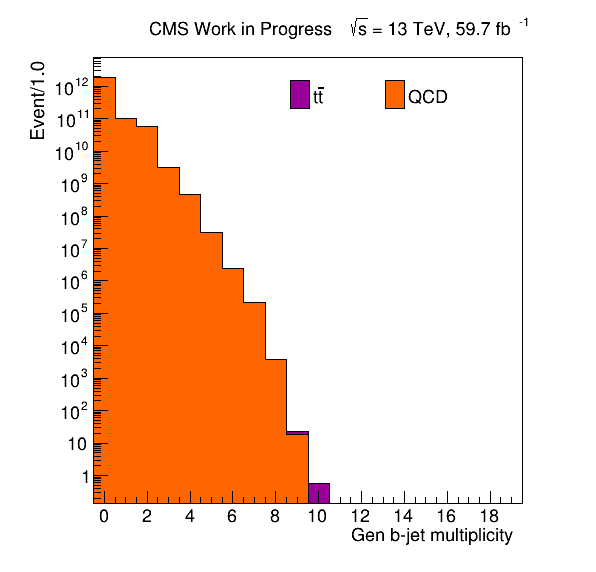 CMS Work in Progress √s = 13 TeV, 59.7 fb⁻¹
Event/1.0
tt̄
QCD
10¹²
10¹¹
10¹⁰
10⁹
10⁸
10⁷
10⁶
10⁵
10⁴
10³
10²
10
1
0 2 4 6 8 10 12 14 16 18
Gen b-jet multiplicity